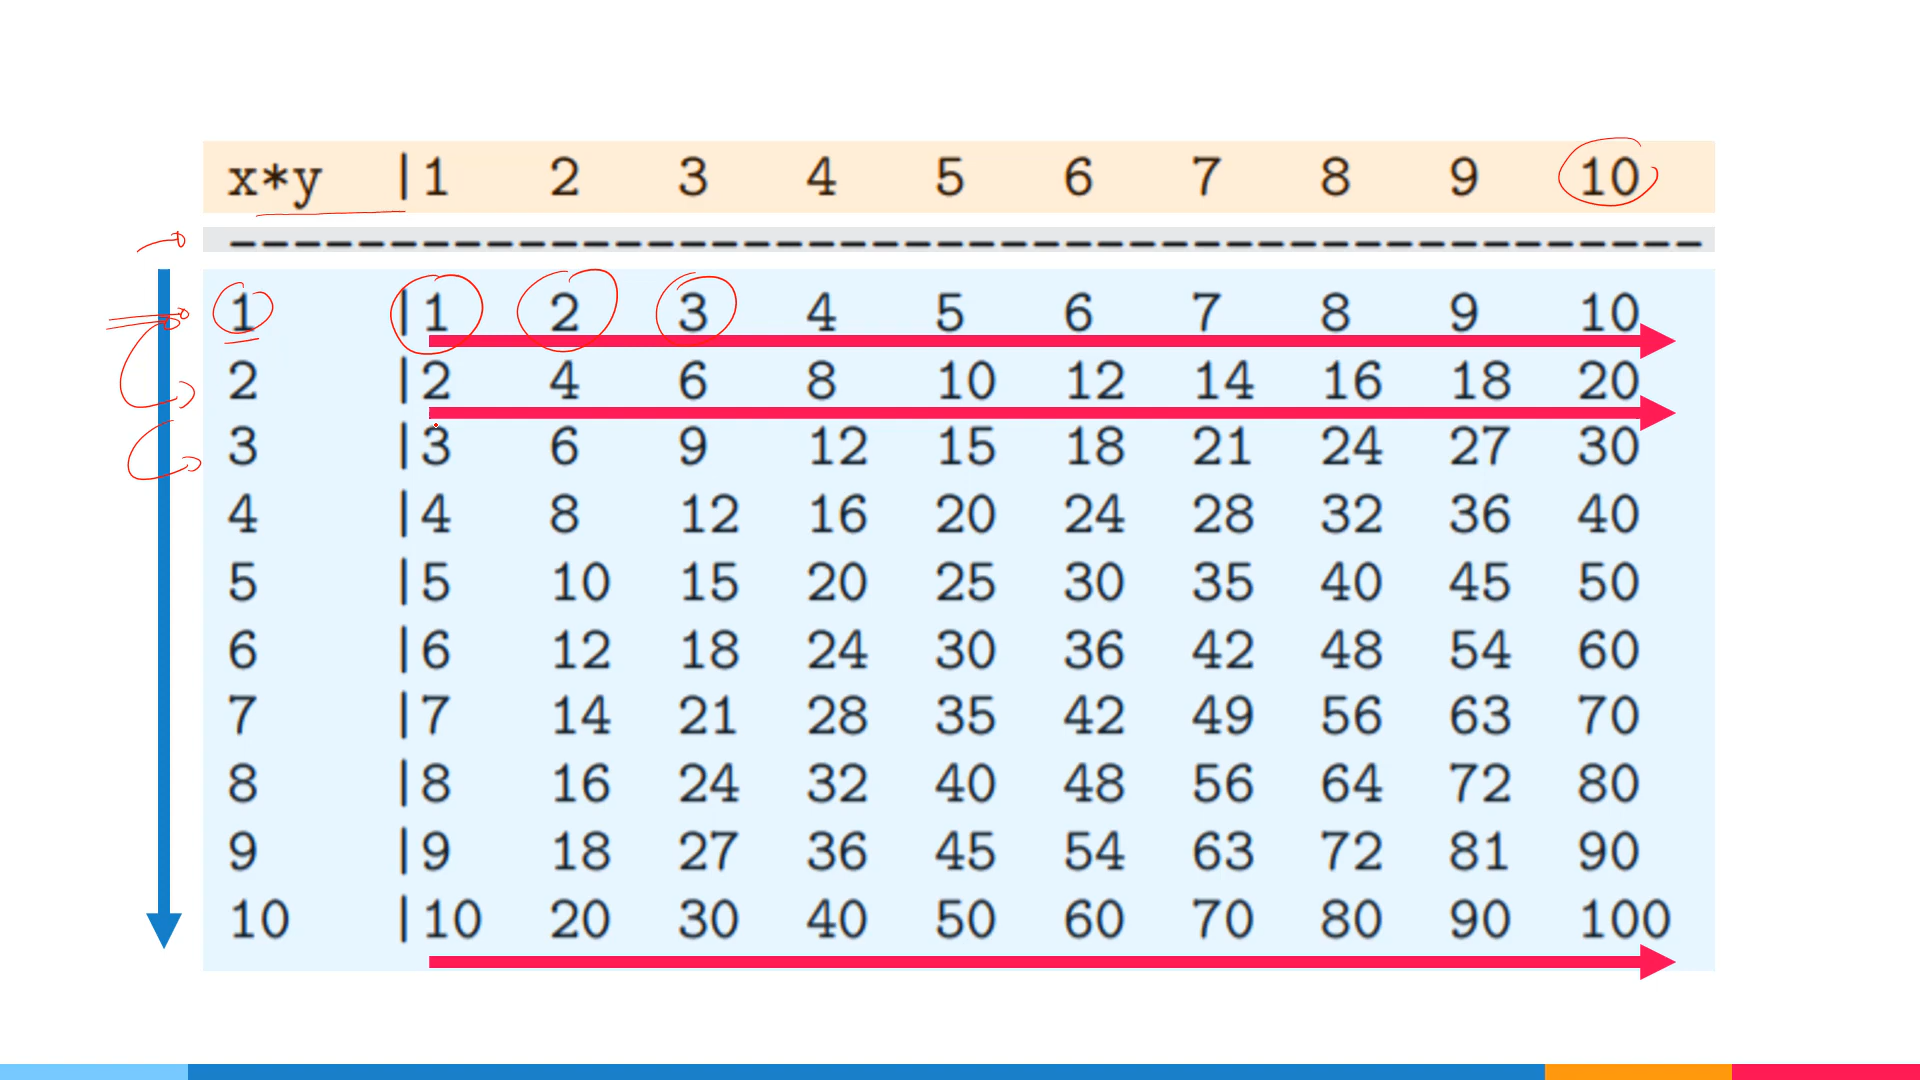 x*y |1 2 3 4 5 6 7 8 9 10
----------------------------------------------
1 |1 2 3 4 5 6 7 8 9 10
2 |2 4 6 8 10 12 14 16 18 20
3 |3 6 9 12 15 18 21 24 27 30
4 |4 8 12 16 20 24 28 32 36 40
5 |5 10 15 20 25 30 35 40 45 50
6 |6 12 18 24 30 36 42 48 54 60
7 |7 14 21 28 35 42 49 56 63 70
8 |8 16 24 32 40 48 56 64 72 80
9 |9 18 27 36 45 54 63 72 81 90
10 |10 20 30 40 50 60 70 80 90 100